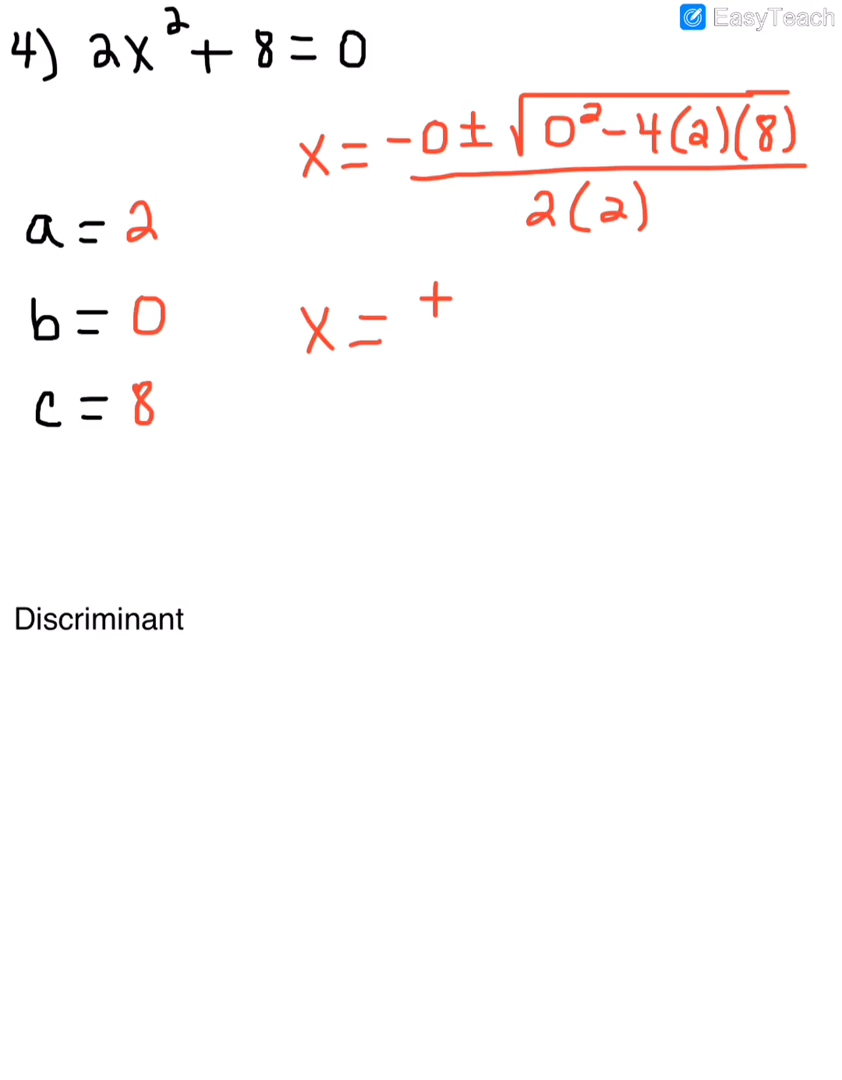 EasyTeach
4) 2x² + 8 = 0
x = -0 ± √(0² - 4(2)(8)) / 2(2)
a = 2
b = 0
x = +
c = 8
Discriminant